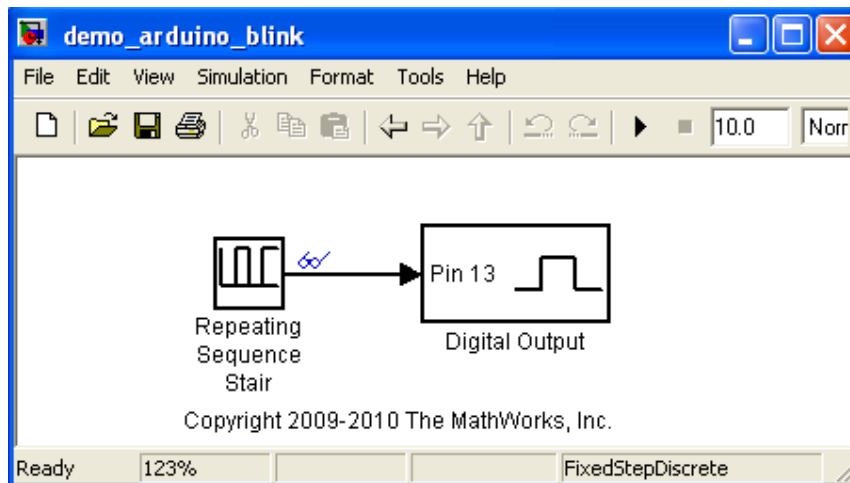 demo_arduino_blink
File Edit View Simulation Format Tools Help
10.0 Norr
Pin 13
Repeating
Sequence
Stair
Digital Output
Copyright 2009-2010 The MathWorks, Inc.
Ready 123% FixedStepDiscrete